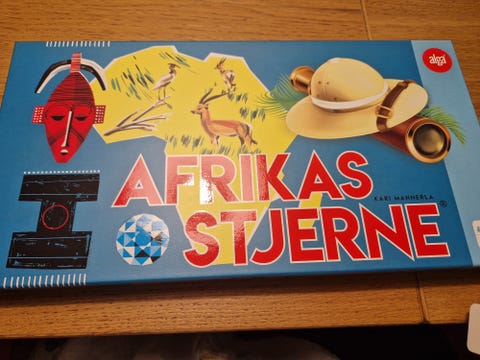 alga
AFRIKAS
KARI MANNERLA
STJERNE®